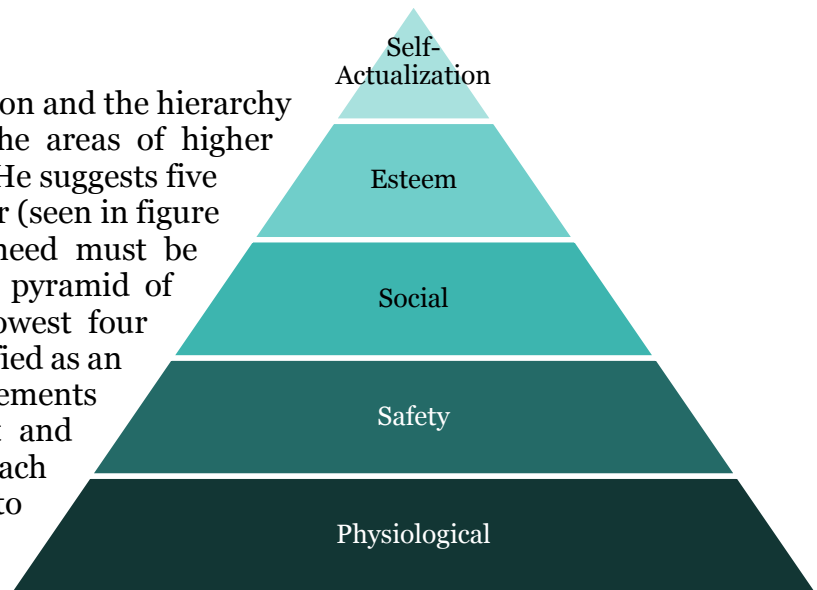 Self-
Actualization
on and the hierarchy
he areas of higher
He suggests five
r (seen in figure
need must be
pyramid of
owest four
fied as an
ements
and
ach
to
Esteem
Social
Safety
Physiological